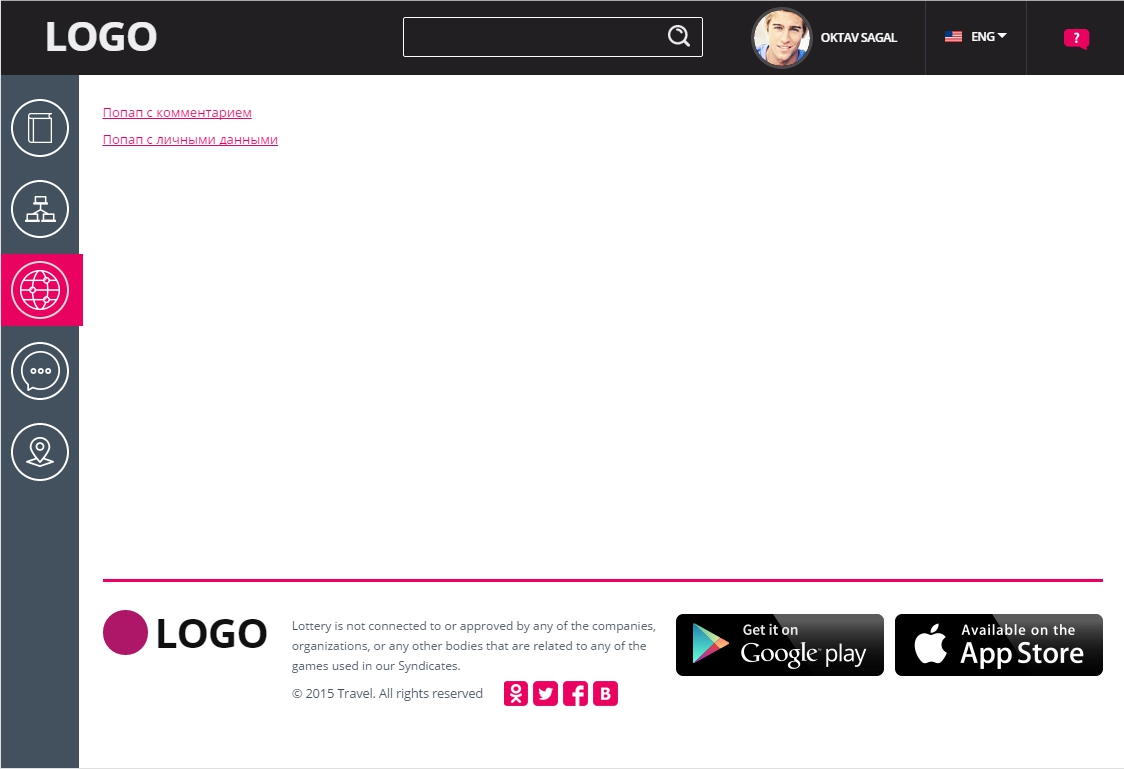 LOGO
OKTAV SAGAL
ENG
?
Попап с комментарием
Попап с личными данными
LOGO
Lottery is not connected to or approved by any of the companies,
organizations, or any other bodies that are related to any of the
games used in our Syndicates.
© 2015 Travel. All rights reserved
B
Get it on
Google play
Available on the
App Store